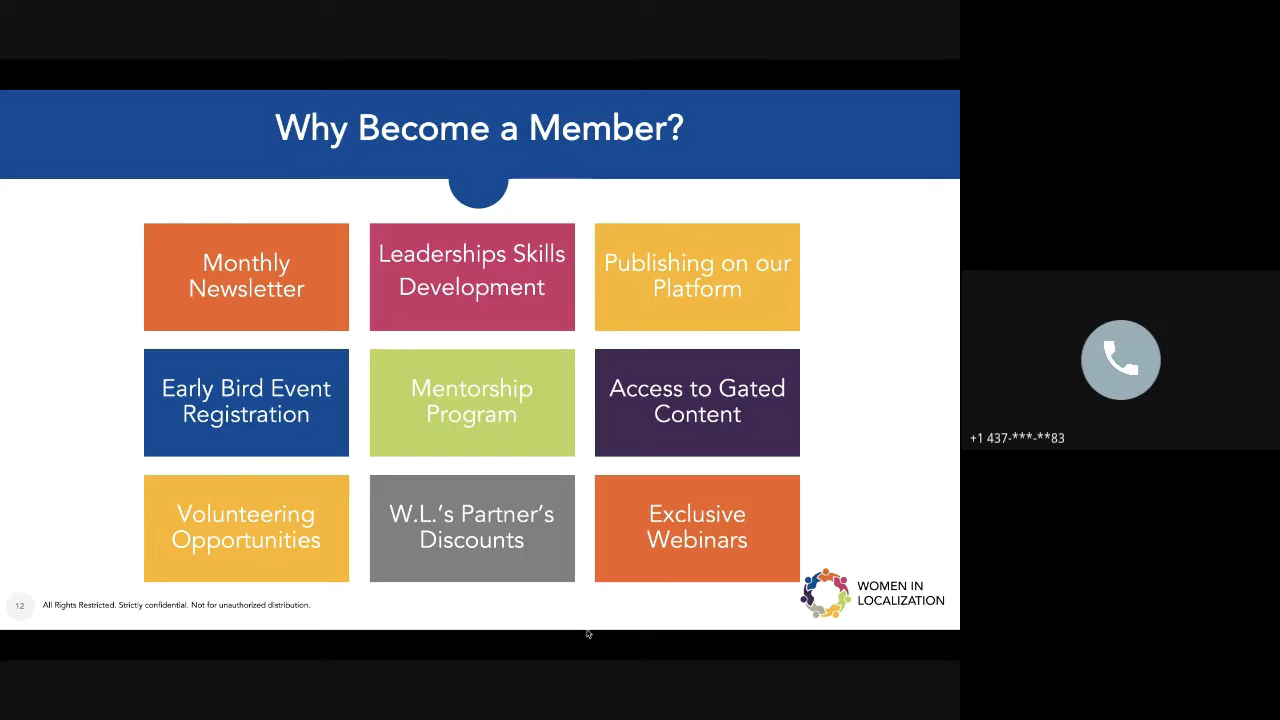 Why Become a Member?
Monthly
Newsletter
Leaderships Skills
Development
Publishing on our
Platform
Early Bird Event
Registration
Mentorship
Program
Access to Gated
Content
Volunteering
Opportunities
W.L.’s Partner’s
Discounts
Exclusive
Webinars
12
All Rights Restricted. Strictly confidential. Not for unauthorized distribution.
WOMEN IN
LOCALIZATION
+1 437-***-**83